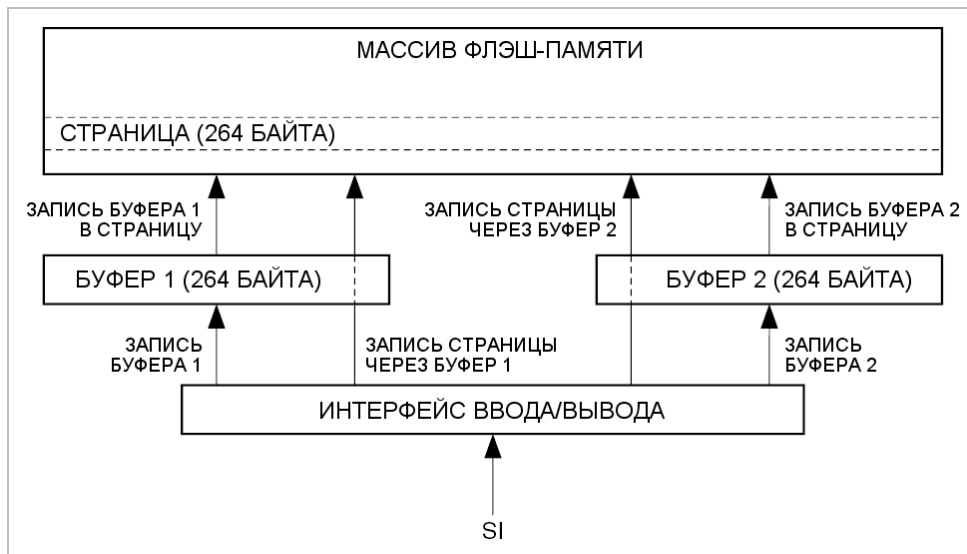 МАССИВ ФЛЭШ-ПАМЯТИ
СТРАНИЦА (264 БАЙТА)
ЗАПИСЬ БУФЕРА 1
В СТРАНИЦУ
ЗАПИСЬ СТРАНИЦЫ
ЧЕРЕЗ БУФЕР 2
ЗАПИСЬ БУФЕРА 2
В СТРАНИЦУ
БУФЕР 1 (264 БАЙТА)
БУФЕР 2 (264 БАЙТА)
ЗАПИСЬ
БУФЕРА 1
ЗАПИСЬ СТРАНИЦЫ
ЧЕРЕЗ БУФЕР 1
ЗАПИСЬ
БУФЕРА 2
ИНТЕРФЕЙС ВВОДА/ВЫВОДА
SI